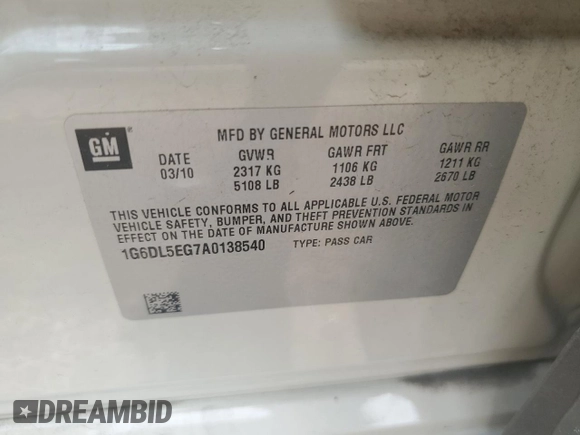 GM
MFD BY GENERAL MOTORS LLC
DATE GVWR GAWR FRT GAWR RR
03/10 2317 KG 1106 KG 1211 KG
5108 LB 2438 LB 2670 LB
THIS VEHICLE CONFORMS TO ALL APPLICABLE U.S. FEDERAL MOTOR
VEHICLE SAFETY, BUMPER, AND THEFT PREVENTION STANDARDS IN
EFFECT ON THE DATE OF MANUFACTURE SHOWN ABOVE.
1G6DL5EG7A0138540 TYPE: PASS CAR
DREAMBID